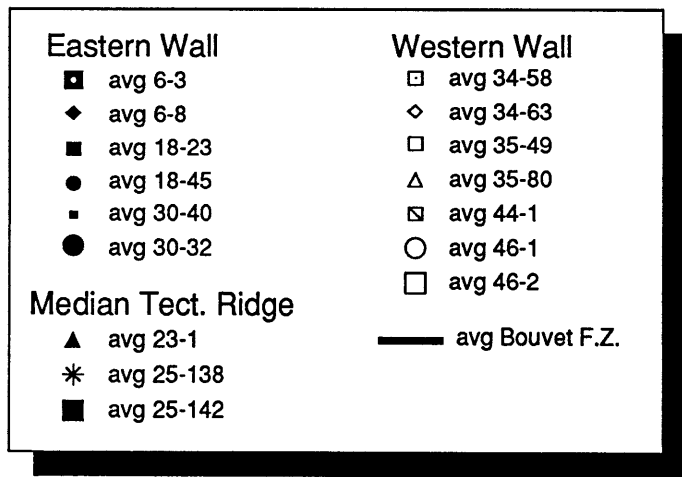 Eastern Wall
avg 6-3
avg 6-8
avg 18-23
avg 18-45
avg 30-40
avg 30-32
Median Tect. Ridge
avg 23-1
avg 25-138
avg 25-142
Western Wall
avg 34-58
avg 34-63
avg 35-49
avg 35-80
avg 44-1
avg 46-1
avg 46-2
avg Bouvet F.Z.